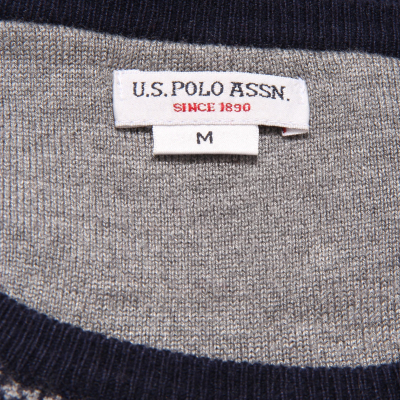 U.S. POLO ASSN.
SINCE 1890
M